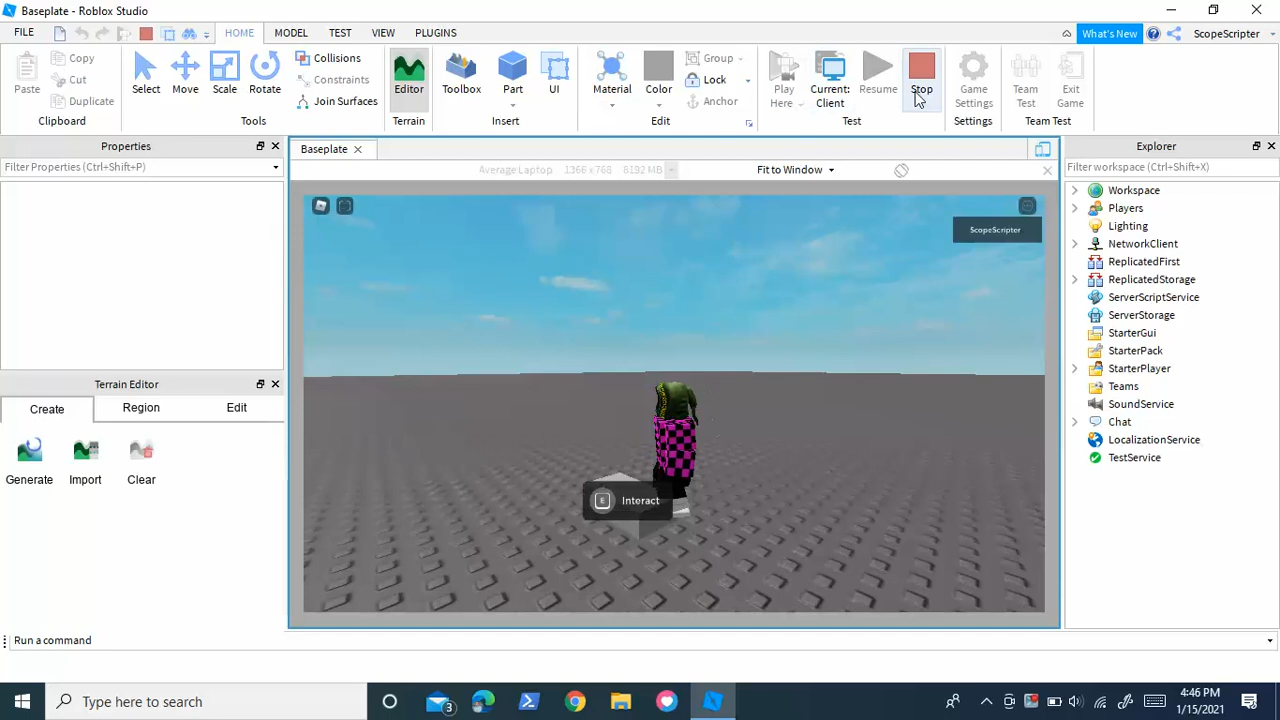 Baseplate - Roblox Studio
FILE HOME MODEL TEST VIEW PLUGINS What's New ScopeScripter
Paste Copy Cut Duplicate
Clipboard
Select Move Scale Rotate
Collisions
Constraints
Join Surfaces
Tools
Editor
Terrain
Toolbox Part UI
Insert
Material Color
Group
Lock
Anchor
Edit
Play Here Current: Client Resume Stop
Test
Game Settings
Settings
Team Test Exit Game
Team Test
Properties
Filter Properties (Ctrl+Shift+P)
Baseplate
Average Laptop 1366 x 768 8192 MB Fit to Window
ScopeScripter
E Interact
Terrain Editor
Create Region Edit
Generate Import Clear
Explorer
Filter workspace (Ctrl+Shift+X)
Workspace
Players
Lighting
NetworkClient
ReplicatedFirst
ReplicatedStorage
ServerScriptService
ServerStorage
StarterGui
StarterPack
StarterPlayer
Teams
SoundService
Chat
LocalizationService
TestService
Run a command
Type here to search
3
4:46 PM
1/15/2021